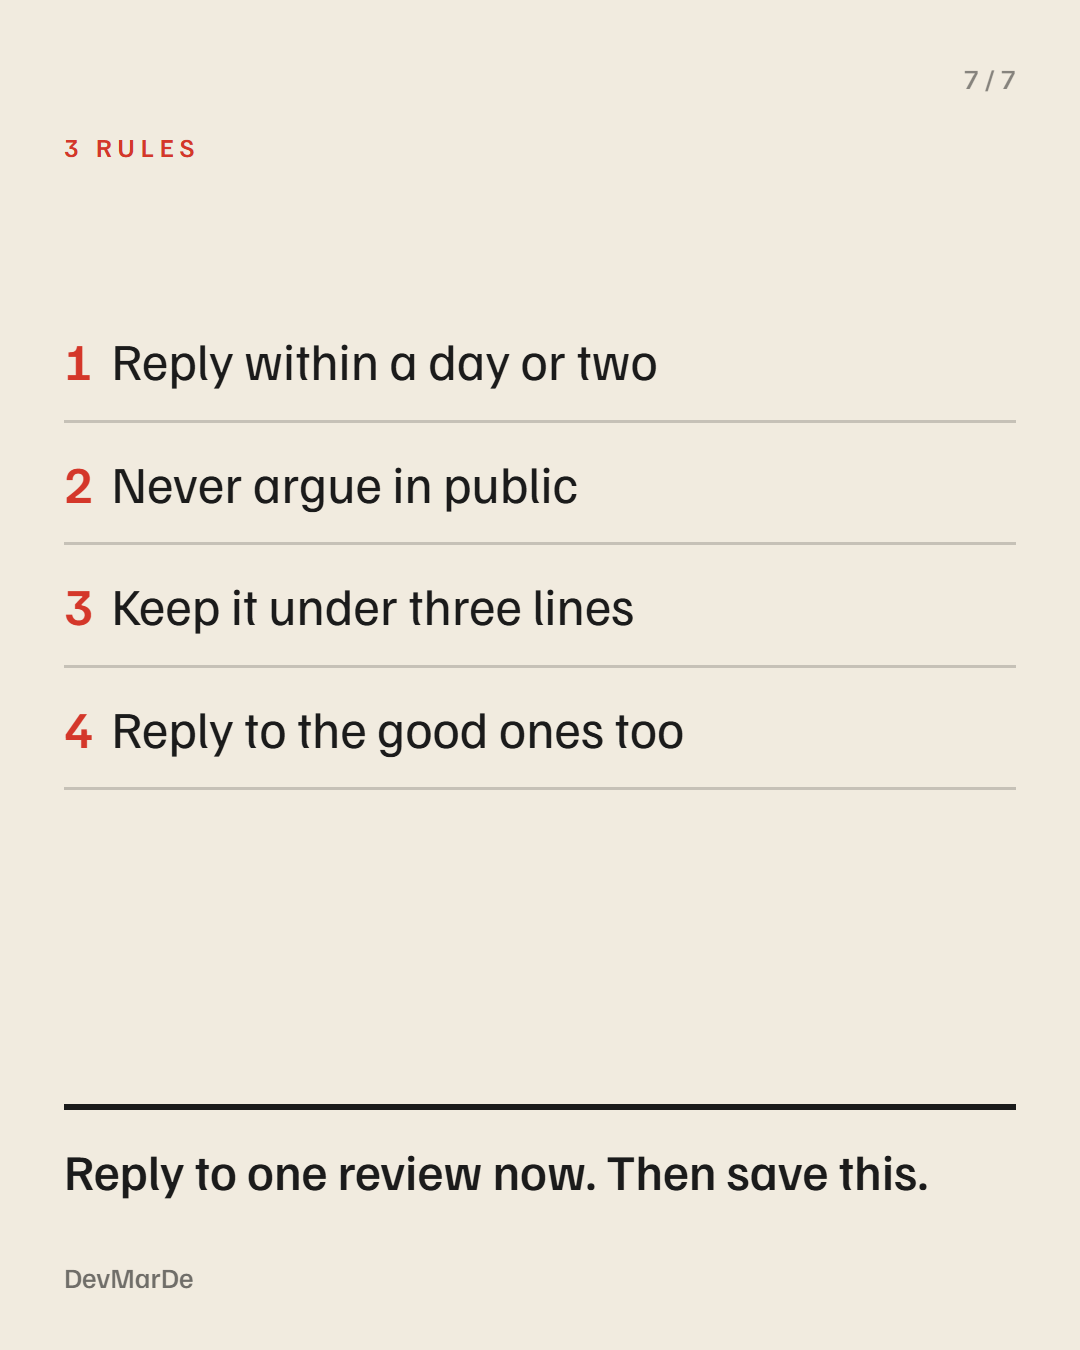 7 / 7
3 RULES
1 Reply within a day or two
2 Never argue in public
3 Keep it under three lines
4 Reply to the good ones too
Reply to one review now. Then save this.
DevMarDe